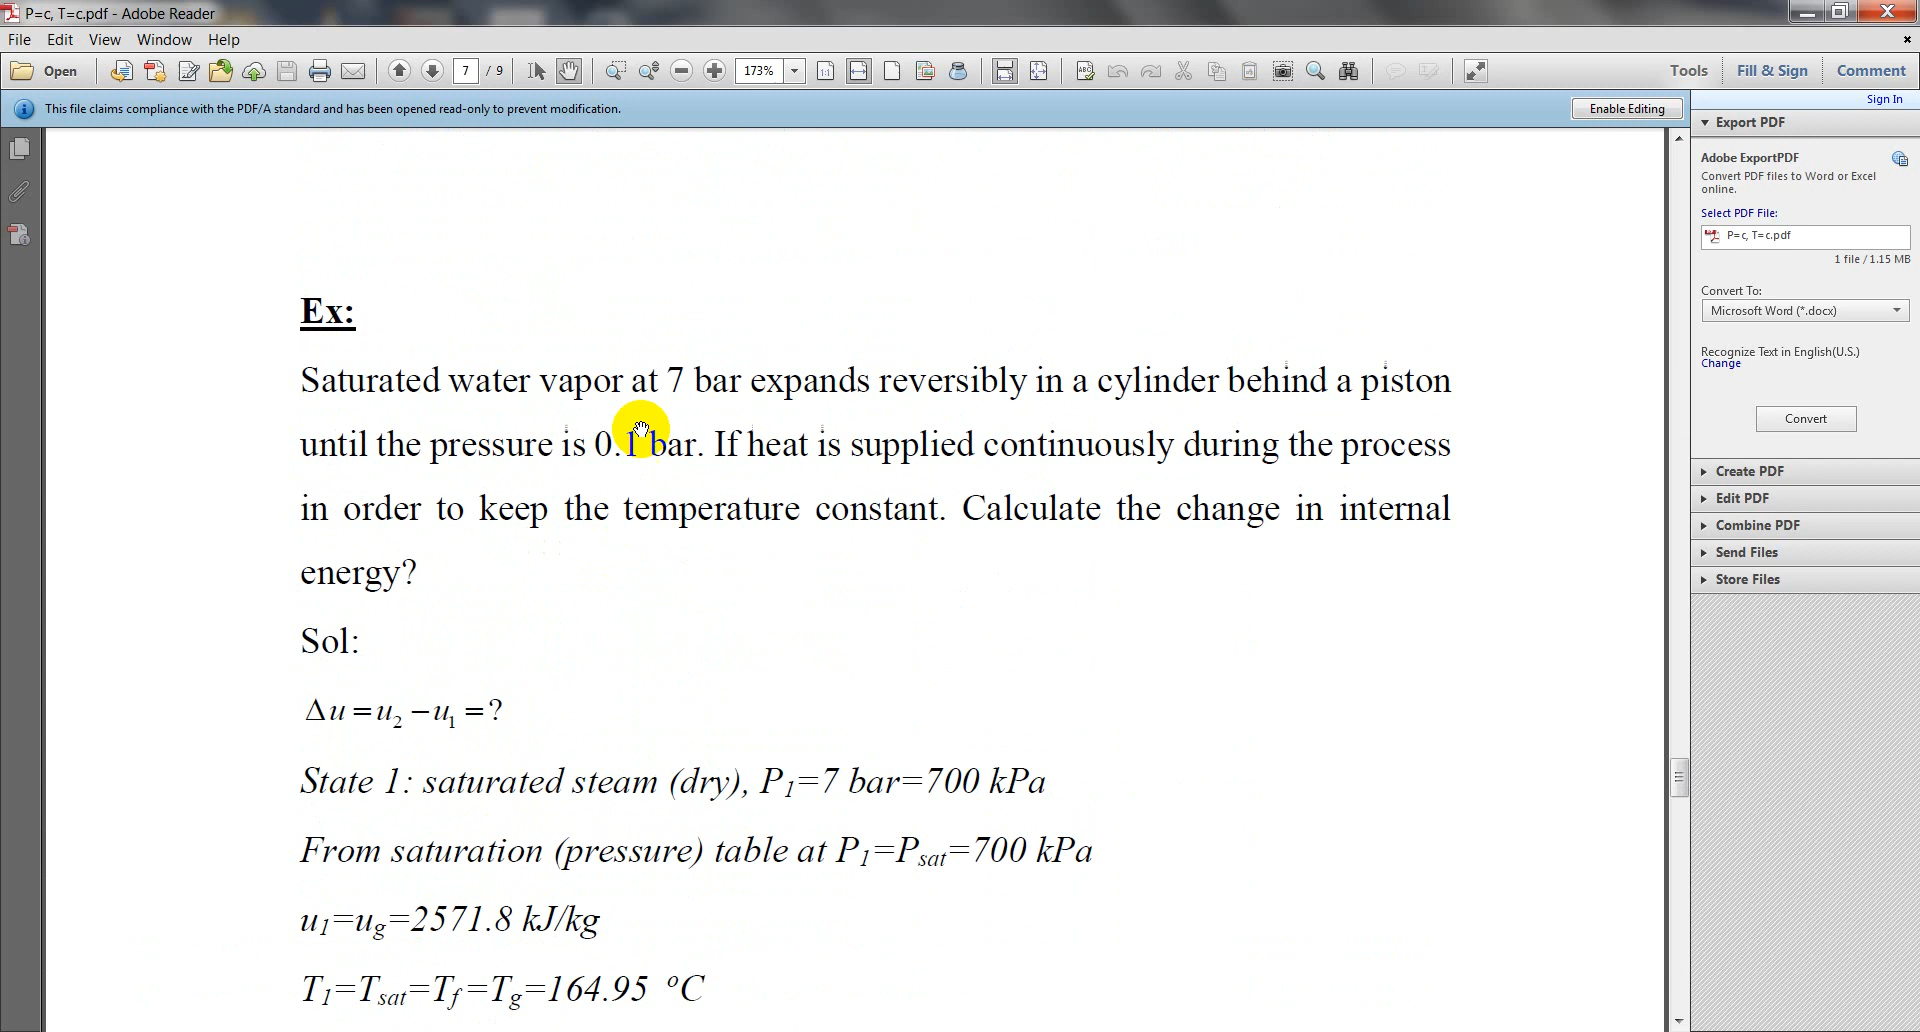 P=c, T=c.pdf - Adobe Reader
File Edit View Window Help
Open 7 / 9 173% Tools Fill & Sign Comment
This file claims compliance with the PDF/A standard and has been opened read-only to prevent modification. Enable Editing
Sign In
Export PDF
Adobe ExportPDF
Convert PDF files to Word or Excel
online.
Select PDF File:
P=c, T=c.pdf
1 file / 1.15 MB
Convert To:
Microsoft Word (*.docx)
Recognize Text in English(U.S.)
Change
Convert
Create PDF
Edit PDF
Combine PDF
Send Files
Store Files
Ex:
Saturated water vapor at 7 bar expands reversibly in a cylinder behind a piston
until the pressure is 0.1 bar. If heat is supplied continuously during the process
in order to keep the temperature constant. Calculate the change in internal
energy?
Sol:
Δu = u₂ − u₁ = ?
State 1: saturated steam (dry), P₁=7 bar=700 kPa
From saturation (pressure) table at P₁=Psat=700 kPa
u₁=ug=2571.8 kJ/kg
T₁=Tsat=Tf=Tg=164.95 °C